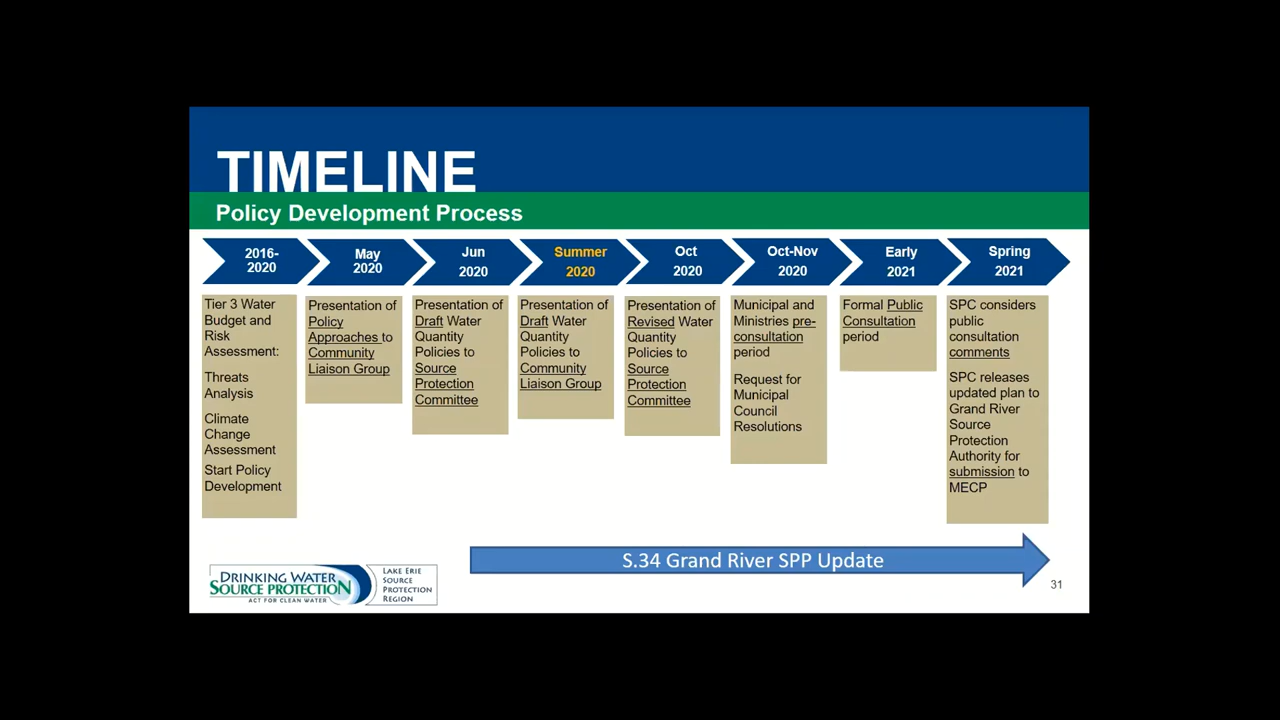 TIMELINE
Policy Development Process
2016-
2020
May
2020
Jun
2020
Summer
2020
Oct
2020
Oct-Nov
2020
Early
2021
Spring
2021
Tier 3 Water
Budget and
Risk
Assessment:
Threats
Analysis
Climate
Change
Assessment
Start Policy
Development
Presentation of
Policy
Approaches to
Community
Liaison Group
Presentation of
Draft Water
Quantity
Policies to
Source
Protection
Committee
Presentation of
Draft Water
Quantity
Policies to
Community
Liaison Group
Presentation of
Revised Water
Quantity
Policies to
Source
Protection
Committee
Municipal and
Ministries pre-
consultation
period
Request for
Municipal
Council
Resolutions
Formal Public
Consultation
period
SPC considers
public
consultation
comments
SPC releases
updated plan to
Grand River
Source
Protection
Authority for
submission to
MECP
S.34 Grand River SPP Update
DRINKING WATER
SOURCE PROTECTION
ACT FOR CLEAN WATER
LAKE ERIE
SOURCE
PROTECTION
REGION
31